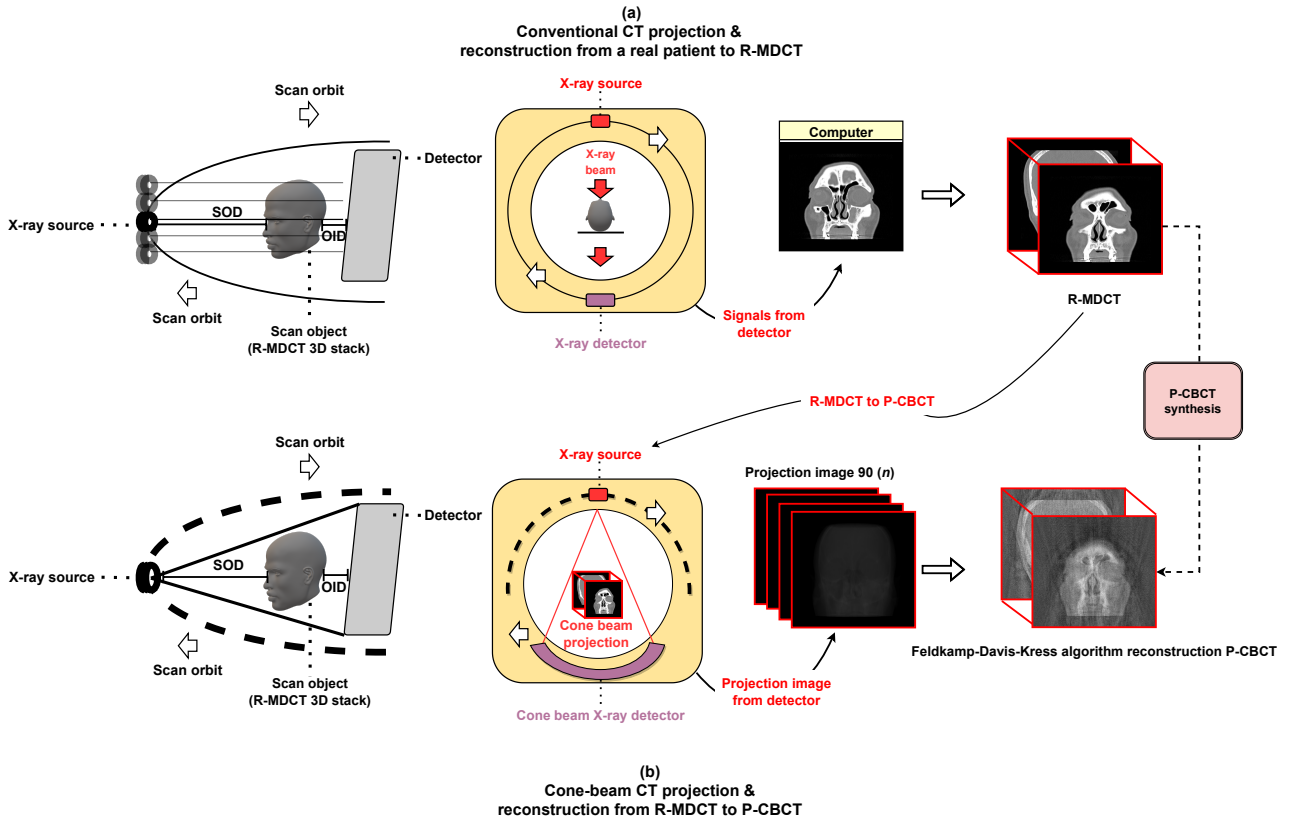 (a)
Conventional CT projection &
reconstruction from a real patient to R-MDCT
Scan orbit
Detector
X-ray source
SOD
OID
Scan orbit
Scan object
(R-MDCT 3D stack)
X-ray source
X-ray
beam
X-ray detector
Signals from
detector
Computer
R-MDCT
P-CBCT
synthesis
R-MDCT to P-CBCT
Scan orbit
Detector
X-ray source
SOD
OID
Scan orbit
Scan object
(R-MDCT 3D stack)
X-ray source
Cone beam
projection
Cone beam X-ray detector
Projection image
from detector
Projection image 90 (n)
Feldkamp-Davis-Kress algorithm reconstruction P-CBCT
(b)
Cone-beam CT projection &
reconstruction from R-MDCT to P-CBCT